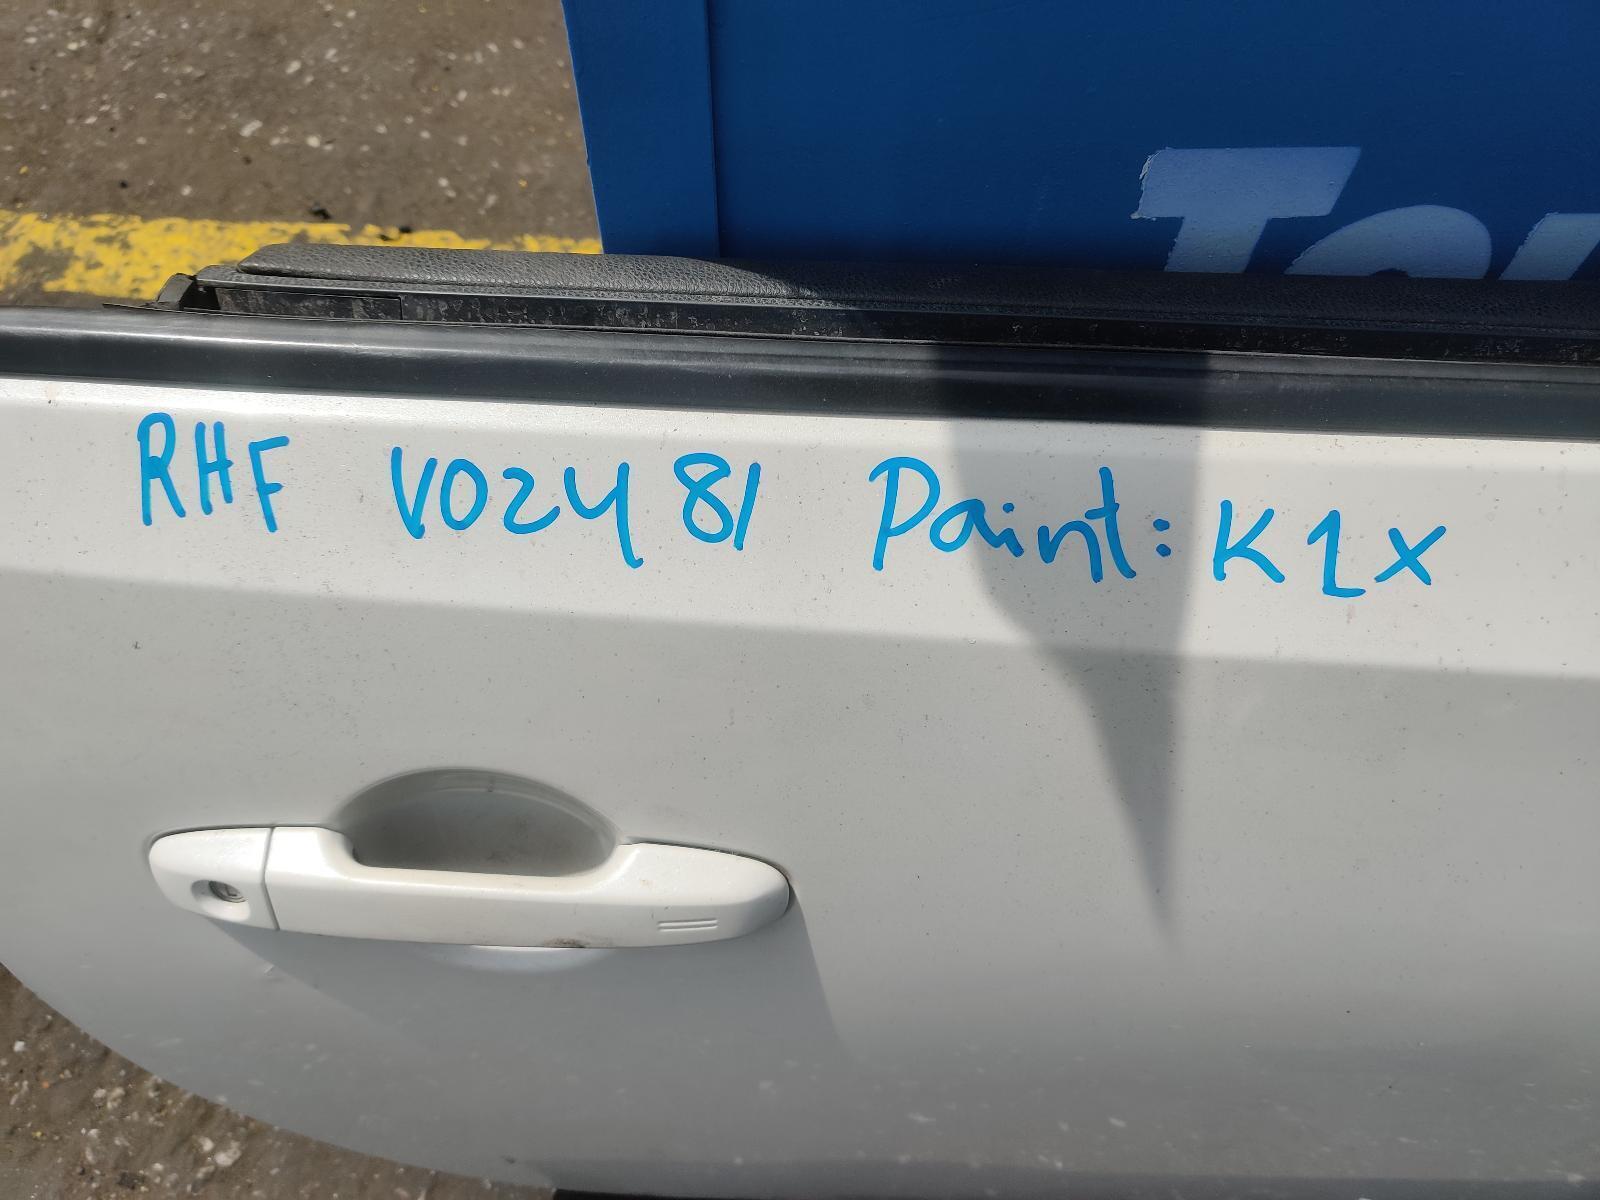 RHF V02481 Paint: K1X